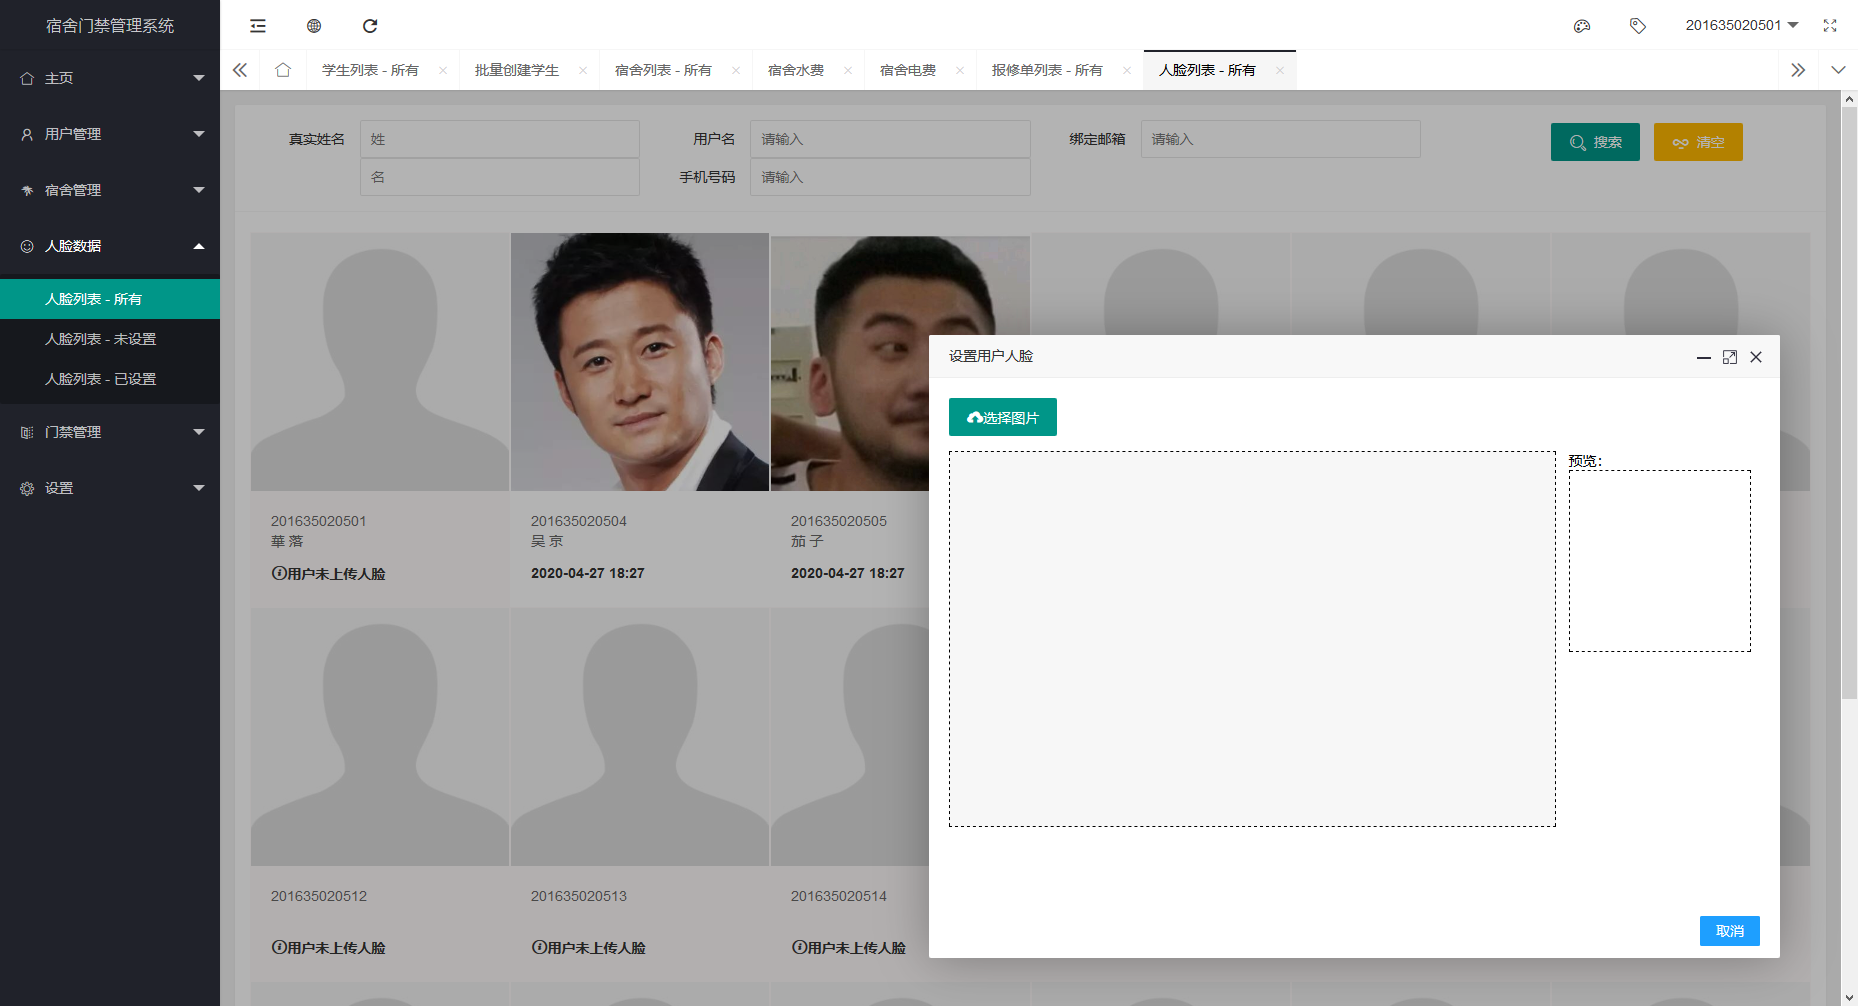 宿舍门禁管理系统
201635020501
主页
用户管理
宿舍管理
人脸数据
人脸列表 - 所有
人脸列表 - 未设置
人脸列表 - 已设置
门禁管理
设置
学生列表 - 所有
批量创建学生
宿舍列表 - 所有
宿舍水费
宿舍电费
报修单列表 - 所有
人脸列表 - 所有
真实姓名
姓
用户名
请输入
绑定邮箱
请输入
搜索
清空
名
手机号码
请输入
201635020501
華 落
用户未上传人脸
201635020504
吴 京
2020-04-27 18:27
201635020505
茄 子
2020-04-27 18:27
201635020512
用户未上传人脸
201635020513
用户未上传人脸
201635020514
用户未上传人脸
设置用户人脸
选择图片
预览：
取消